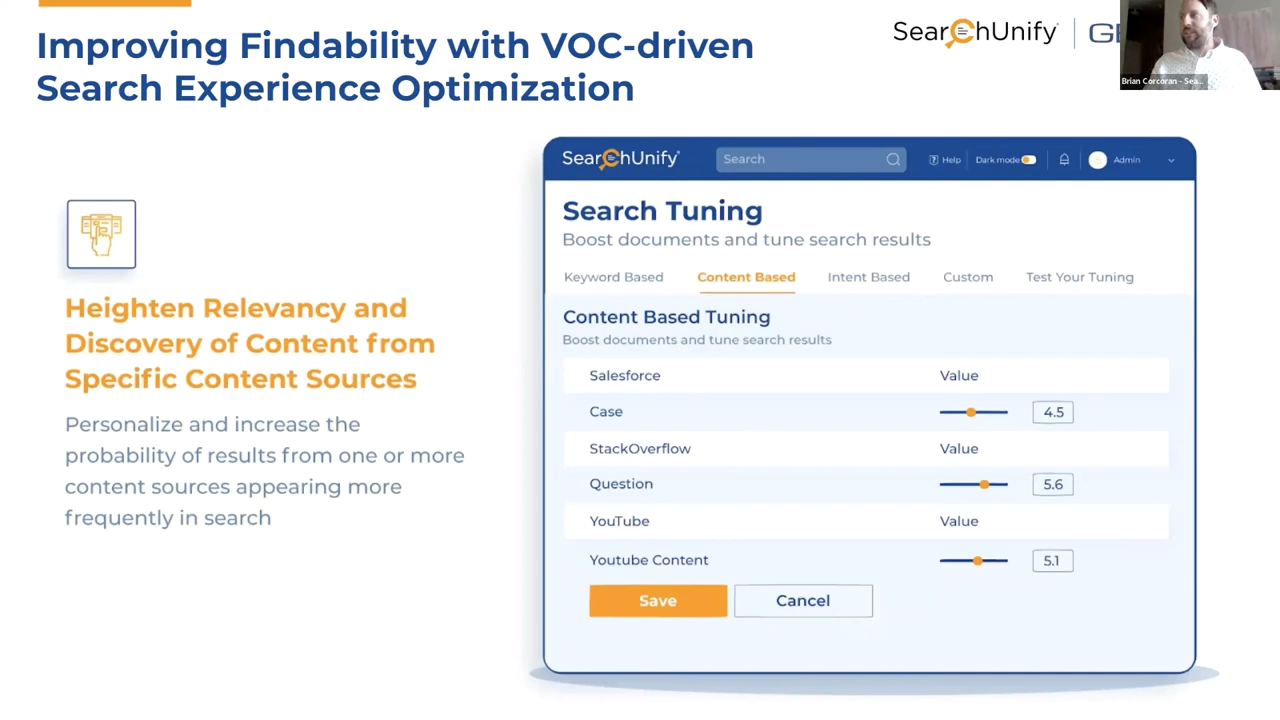 Improving Findability with VOC-driven
Search Experience Optimization
SearchUnify
Brian Corcoran - Sea...
Heighten Relevancy and
Discovery of Content from
Specific Content Sources
Personalize and increase the
probability of results from one or more
content sources appearing more
frequently in search
SearchUnify Search Help Dark mode Admin
Search Tuning
Boost documents and tune search results
Keyword Based Content Based Intent Based Custom Test Your Tuning
Content Based Tuning
Boost documents and tune search results
Salesforce Value
Case 4.5
StackOverflow Value
Question 5.6
YouTube Value
Youtube Content 5.1
Save Cancel